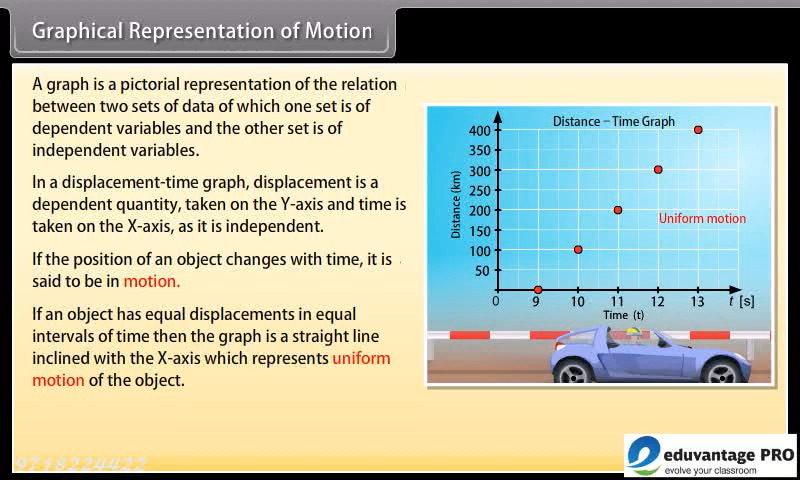 Graphical Representation of Motion
A graph is a pictorial representation of the relation
between two sets of data of which one set is of
dependent variables and the other set is of
independent variables.
In a displacement-time graph, displacement is a
dependent quantity, taken on the Y-axis and time is
taken on the X-axis, as it is independent.
If the position of an object changes with time, it is
said to be in motion.
If an object has equal displacements in equal
intervals of time then the graph is a straight line
inclined with the X-axis which represents uniform
motion of the object.
Distance – Time Graph
Distance (km)
400
350
300
250
200
150
100
50
Uniform motion
0 9 10 11 12 13 t [s]
Time (t)
9718224422
eduvantage PRO
evolve your classroom